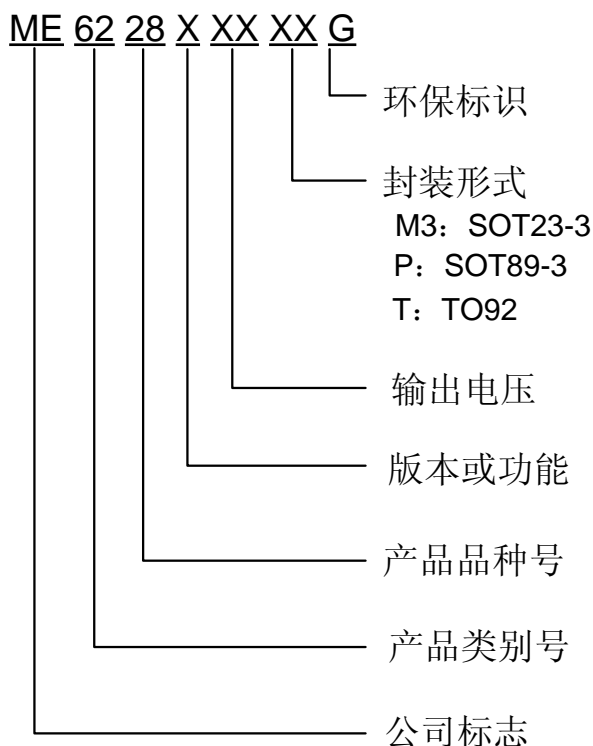 ME 62 28 X XX XX G
环保标识
封装形式
M3：SOT23-3
P：SOT89-3
T：TO92
输出电压
版本或功能
产品品种号
产品类别号
公司标志